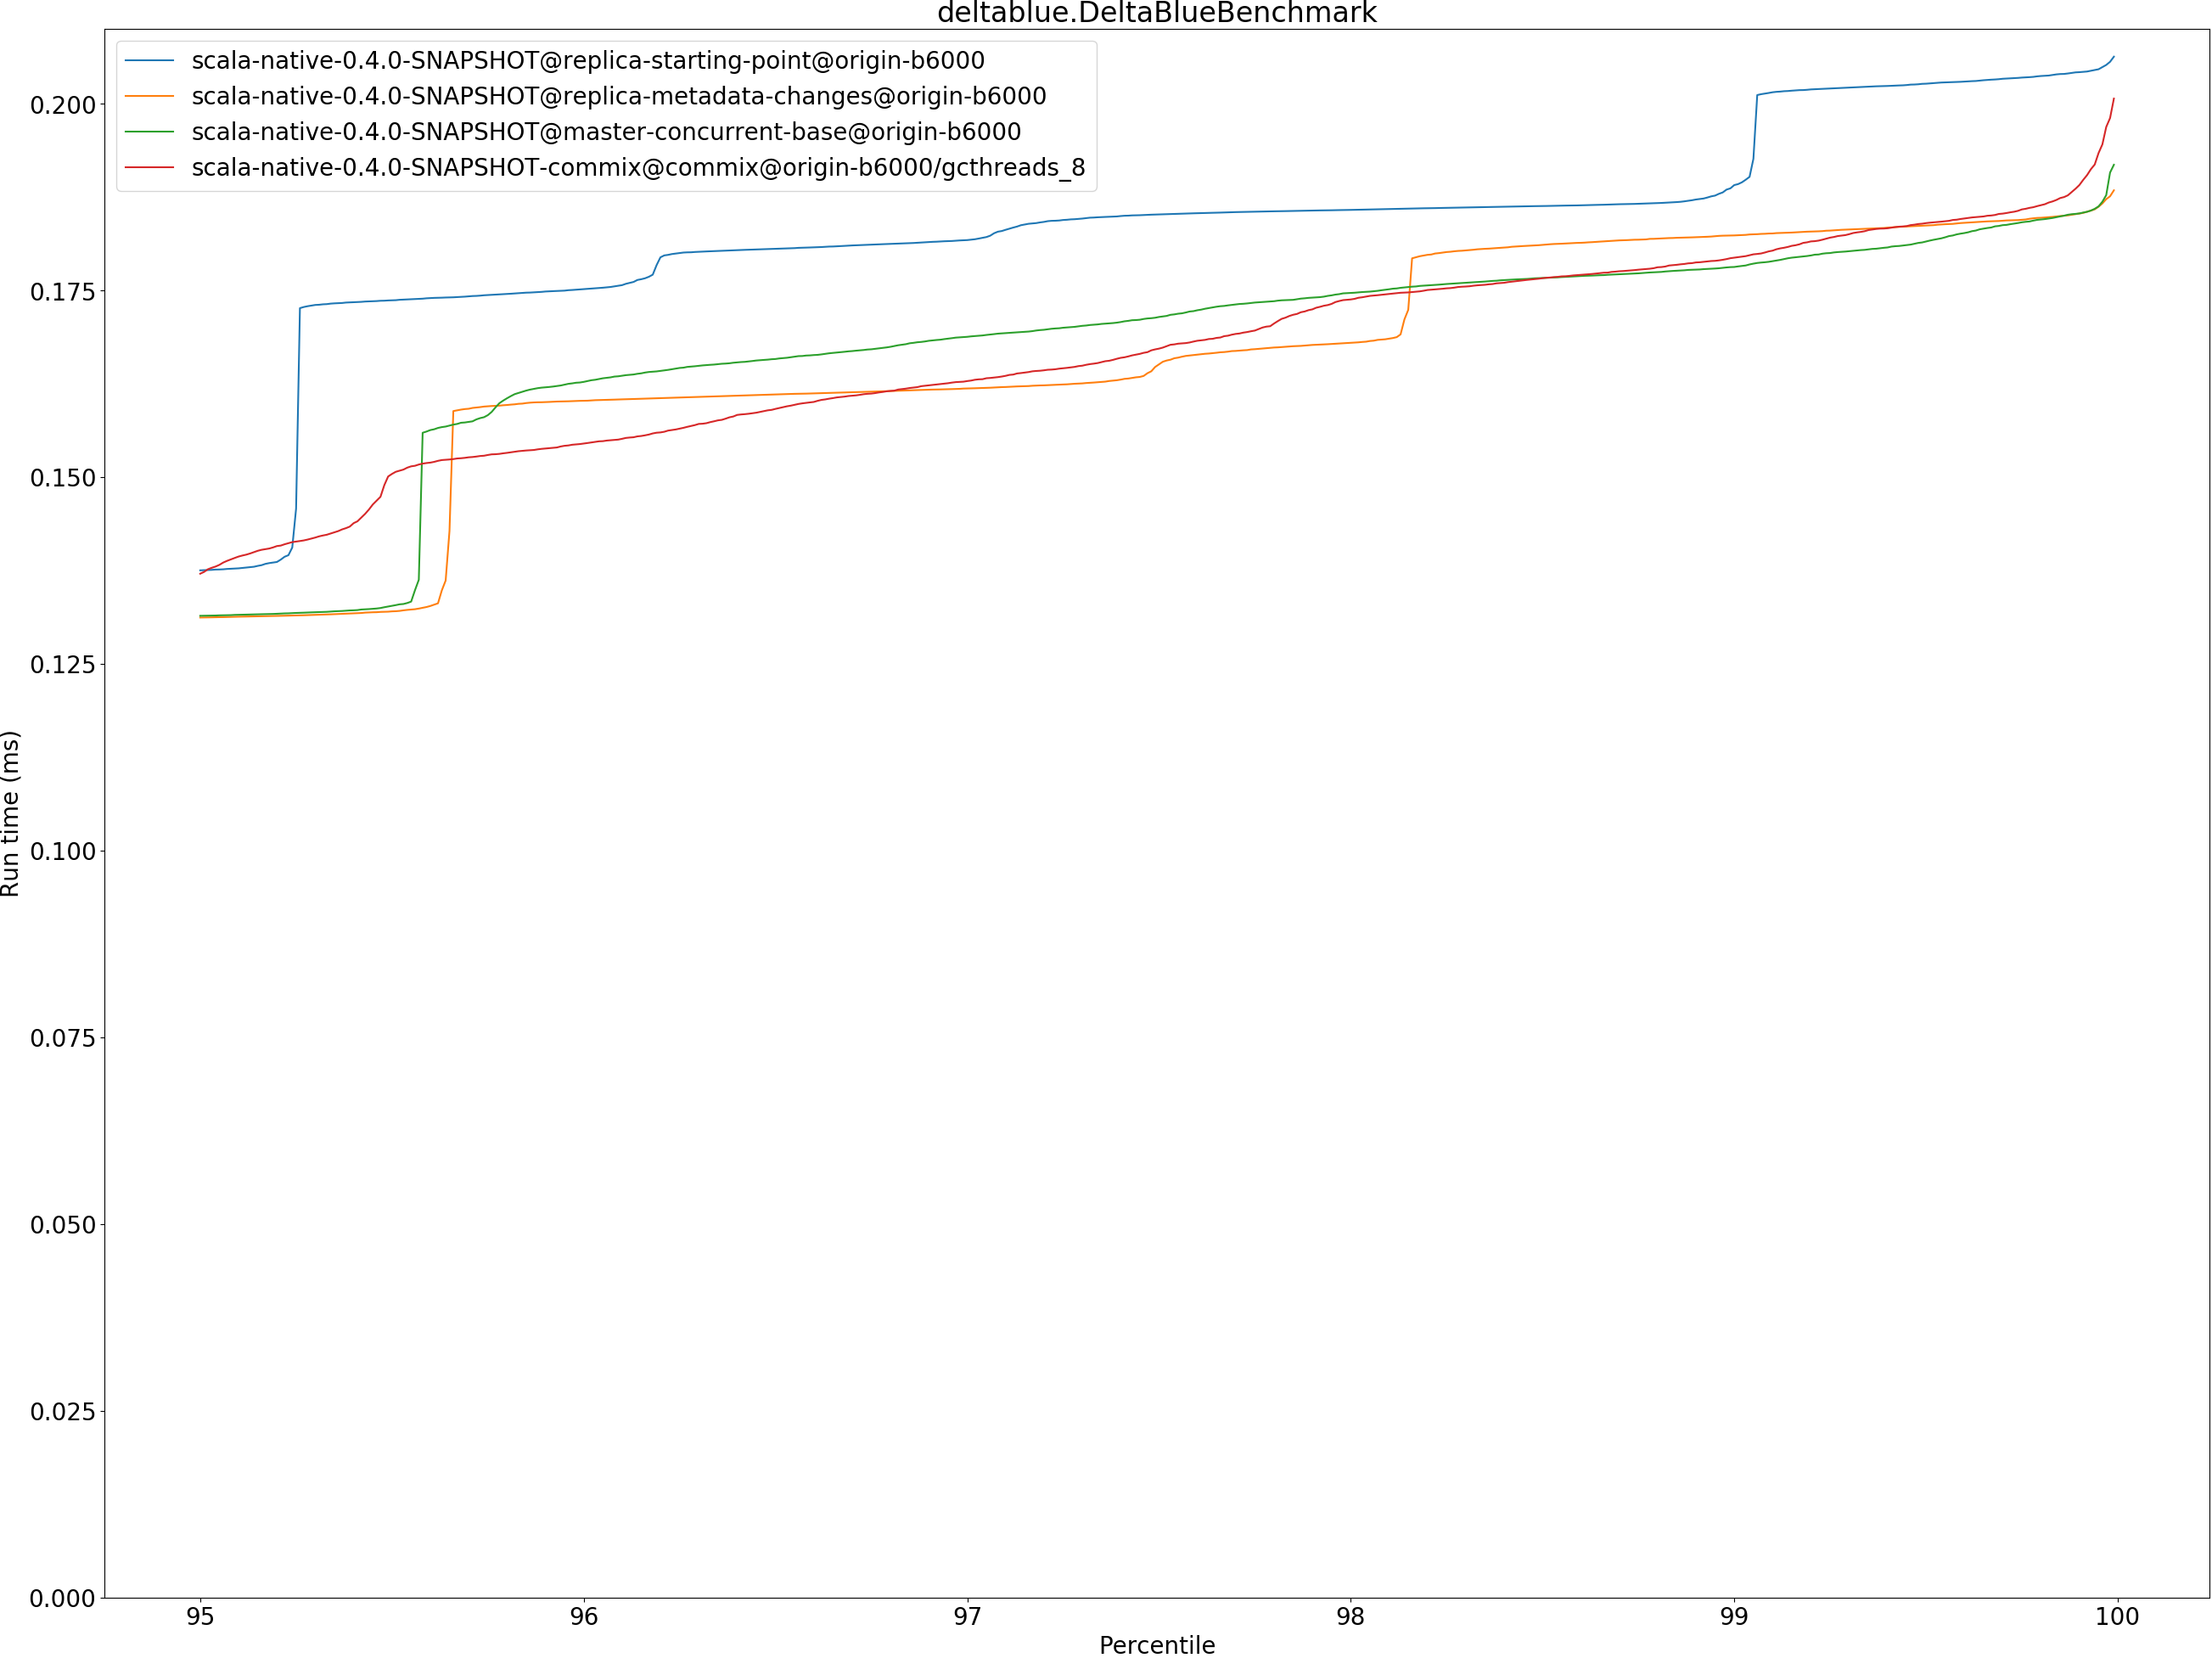 deltablue.DeltaBlueBenchmark
scala-native-0.4.0-SNAPSHOT@replica-starting-point@origin-b6000
scala-native-0.4.0-SNAPSHOT@replica-metadata-changes@origin-b6000
scala-native-0.4.0-SNAPSHOT@master-concurrent-base@origin-b6000
scala-native-0.4.0-SNAPSHOT-commix@commix@origin-b6000/gcthreads_8
0.200
0.175
0.150
0.125
0.100
0.075
0.050
0.025
0.000
Run time (ms)
95 96 97 98 99 100
Percentile